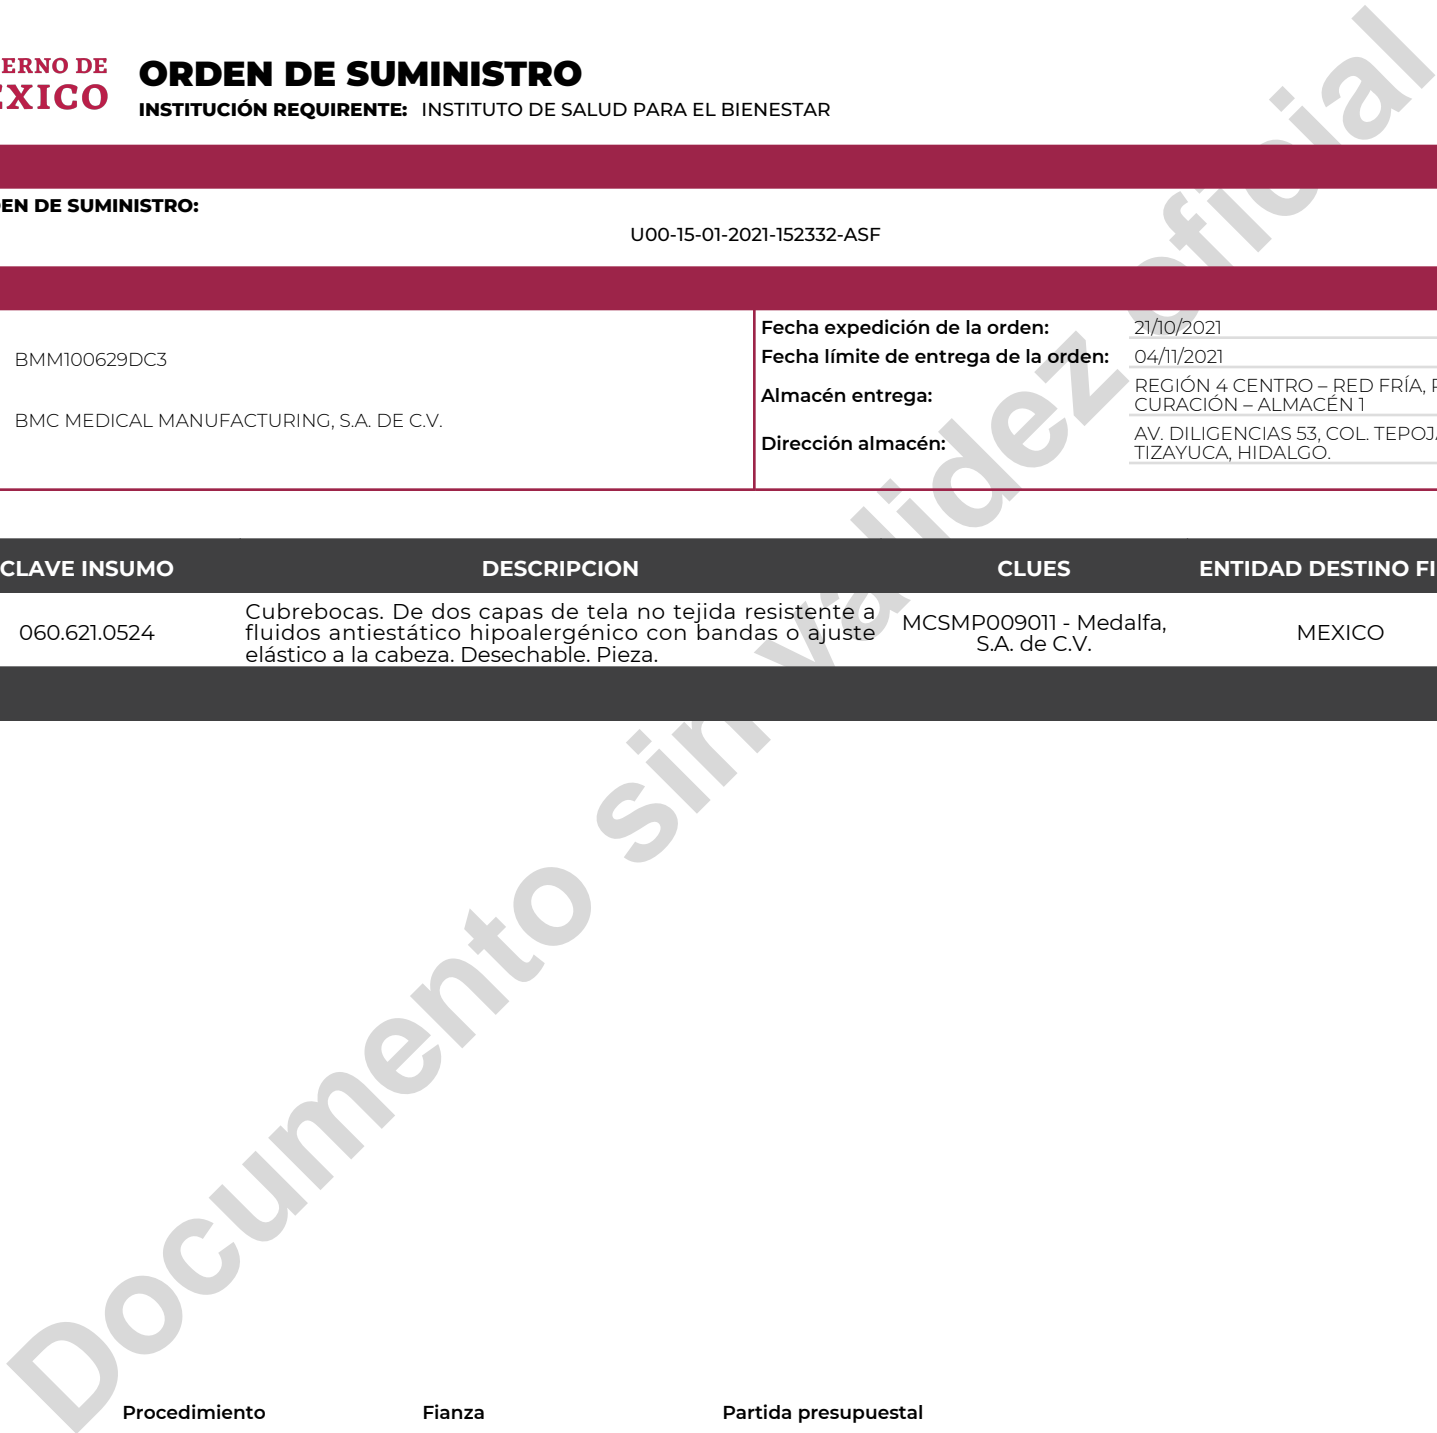 ERNO DE
EXICO
ORDEN DE SUMINISTRO
INSTITUCIÓN REQUIRENTE: INSTITUTO DE SALUD PARA EL BIENESTAR
EN DE SUMINISTRO:
U00-15-01-2021-152332-ASF
BMM100629DC3
BMC MEDICAL MANUFACTURING, S.A. DE C.V.
Fecha expedición de la orden: 21/10/2021
Fecha límite de entrega de la orden: 04/11/2021
Almacén entrega: REGIÓN 4 CENTRO – RED FRÍA,
CURACIÓN – ALMACÉN 1
Dirección almacén: AV. DILIGENCIAS 53, COL. TEPOJA
TIZAYUCA, HIDALGO.
CLAVE INSUMO DESCRIPCION CLUES ENTIDAD DESTINO FI
060.621.0524
Cubrebocas. De dos capas de tela no tejida resistente a
fluidos antiestático hipoalergénico con bandas o ajuste
elástico a la cabeza. Desechable. Pieza.
MCSMP009011 - Medalfa,
S.A. de C.V.
MEXICO
Documento sin validez oficial
Procedimiento Fianza Partida presupuestal